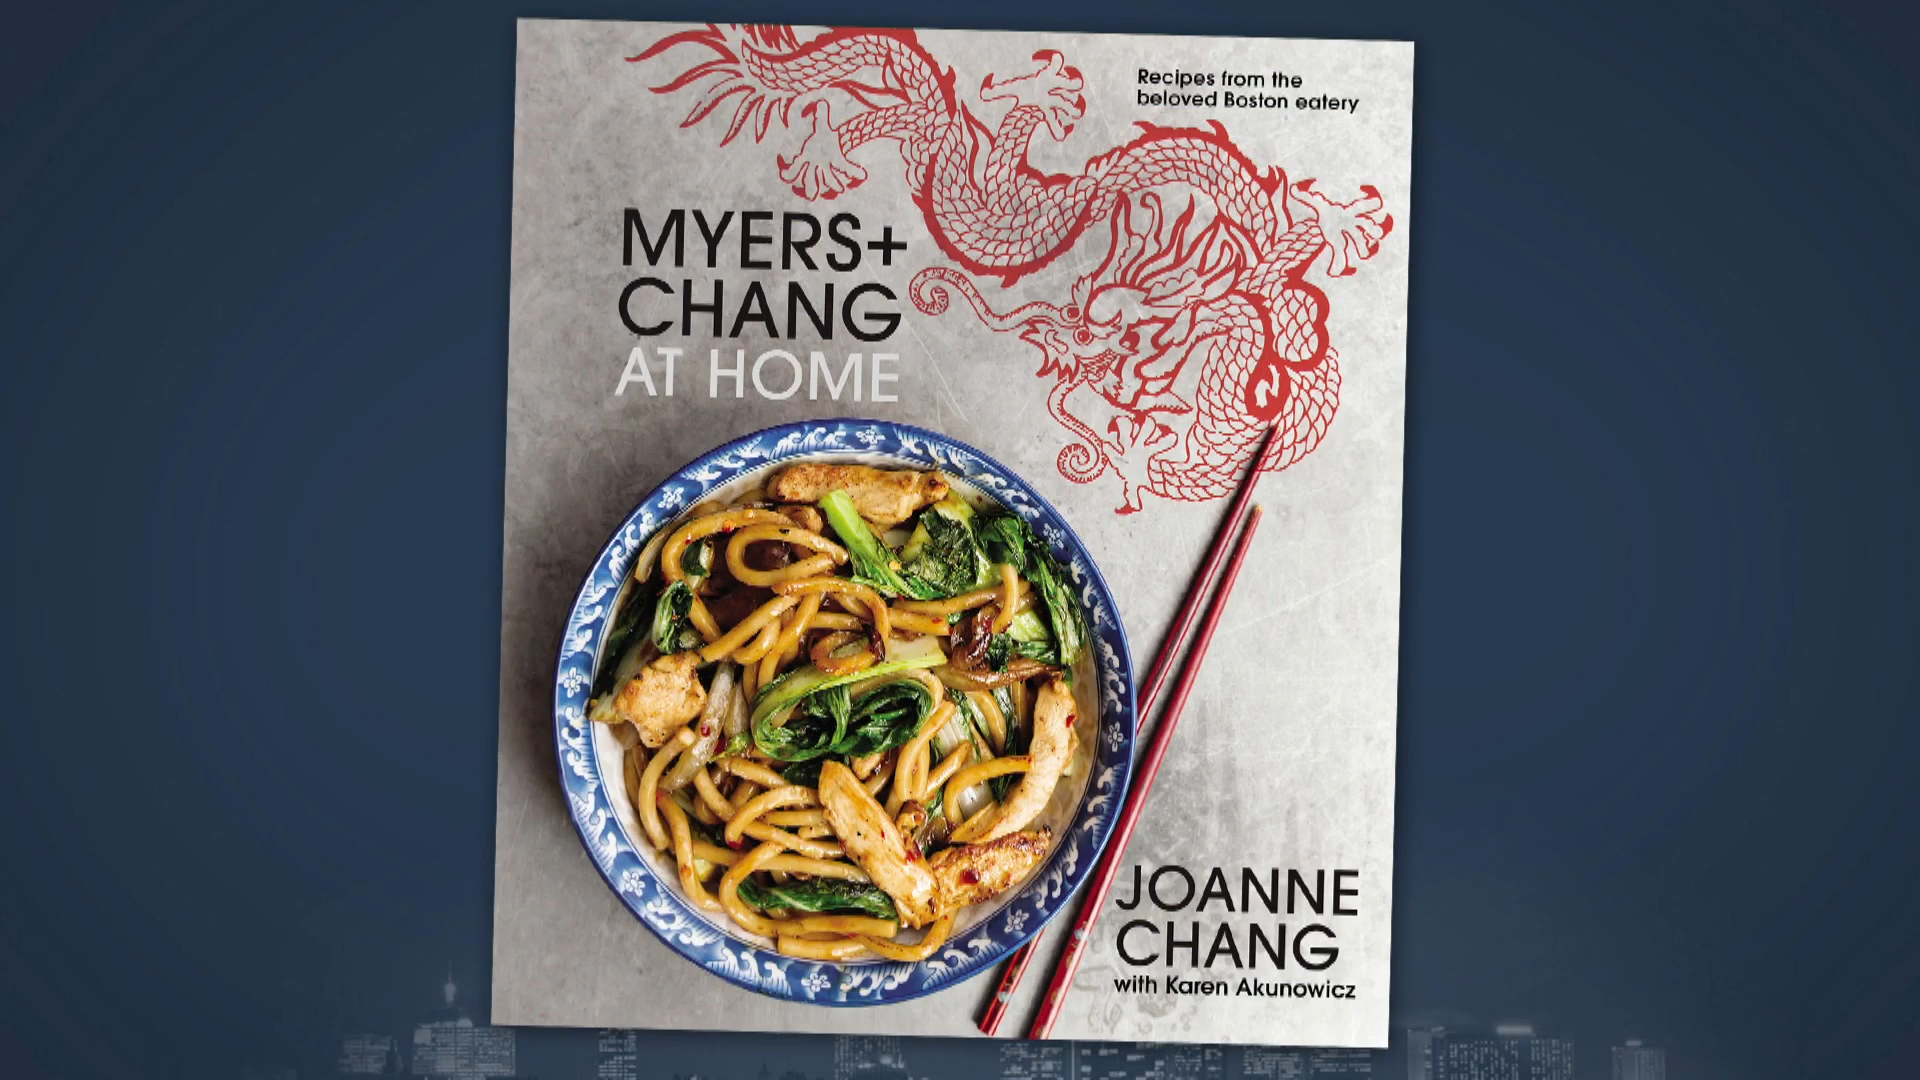 Recipes from the
beloved Boston eatery
MYERS+
CHANG
AT HOME
JOANNE
CHANG
with Karen Akunowicz